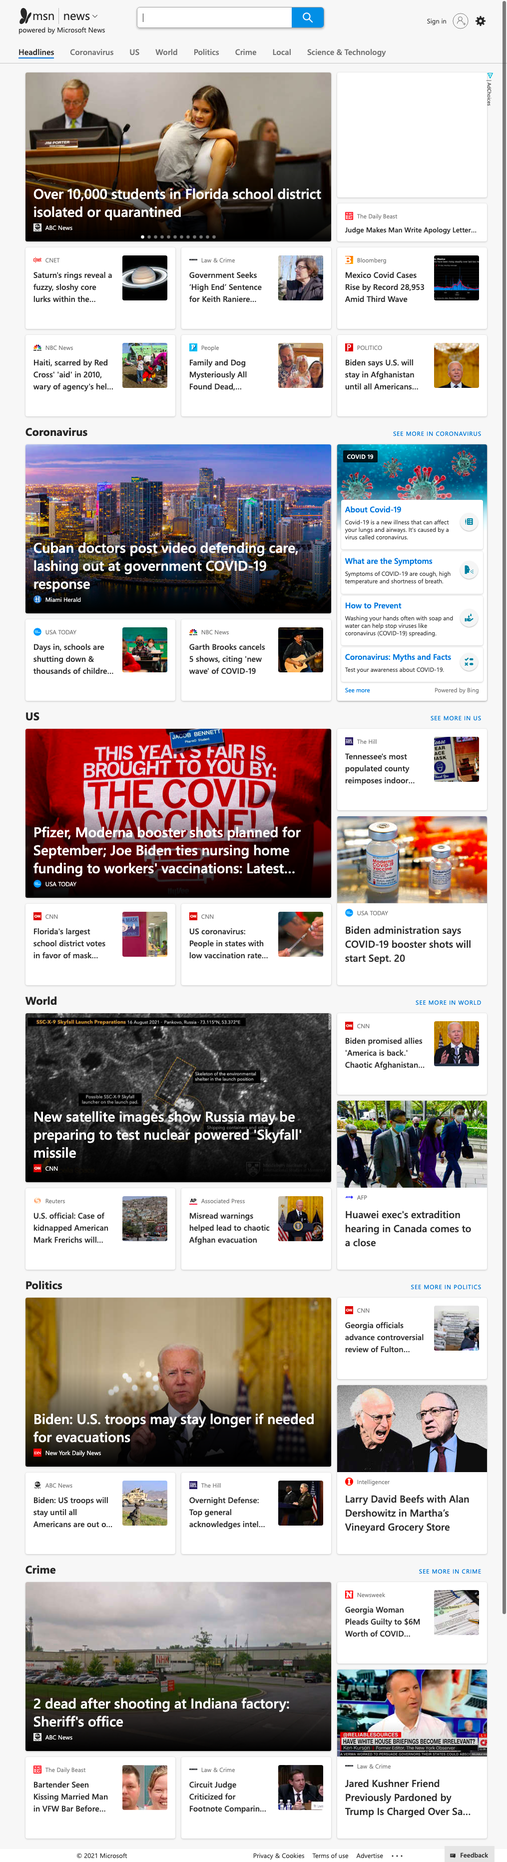 msn | news
powered by Microsoft News
Sign in
Headlines Coronavirus US World Politics Crime Local Science & Technology
JIM PORTER
Over 10,000 students in Florida school district
isolated or quarantined
ABC News
AdChoices
The Daily Beast
Judge Makes Man Write Apology Letter...
CNET
Saturn's rings reveal a
fuzzy, sloshy core
lurks within the...
Law & Crime
Government Seeks
'High End' Sentence
for Keith Raniere...
Bloomberg
Mexico Covid Cases
Rise by Record 28,953
Amid Third Wave
NBC News
Haiti, scarred by Red
Cross' 'aid' in 2010,
wary of agency's hel...
People
Family and Dog
Mysteriously All
Found Dead,...
POLITICO
Biden says U.S. will
stay in Afghanistan
until all Americans...
Coronavirus
SEE MORE IN CORONAVIRUS
Cuban doctors post video defending care,
lashing out at government COVID-19
response
Miami Herald
COVID 19
About Covid-19
Covid-19 is a new illness that can affect
your lungs and airways. It's caused by a
virus called coronavirus.
What are the Symptoms
Symptoms of COVID-19 are cough, high
temperature and shortness of breath.
How to Prevent
Washing your hands often with soap and
water can help stop viruses like
coronavirus (COVID-19) spreading.
Coronavirus: Myths and Facts
Test your awareness about COVID-19.
See more
Powered by Bing
USA TODAY
Days in, schools are
shutting down &
thousands of childre...
NBC News
Garth Brooks cancels
5 shows, citing 'new
wave' of COVID-19
US
SEE MORE IN US
JACOB BENNETT
THIS YEAR'S FAIR IS
BROUGHT TO YOU BY:
THE COVID
VACCINE!
Pfizer, Moderna booster shots planned for
September; Joe Biden ties nursing home
funding to workers' vaccinations: Latest...
USA TODAY
The Hill
Tennessee's most
populated county
reimposes indoor...
USA TODAY
Biden administration says
COVID-19 booster shots will
start Sept. 20
CNN
Florida's largest
school district votes
in favor of mask...
CNN
US coronavirus:
People in states with
low vaccination rate...
World
SEE MORE IN WORLD
SSC-X-9 Skyfall Launch Preparations 16 August 2021 - Pankovo, Russia - 73.115°N, 53.272°E
Skeleton of the environmental
shelter in the launch position
Possible SSC-X-9 Skyfall
launcher on the launch pad.
New satellite images show Russia may be
preparing to test nuclear powered 'Skyfall'
missile
CNN
CNN
Biden promised allies
'America is back.'
Chaotic Afghanistan...
AFP
Huawei exec's extradition
hearing in Canada comes to
a close
Reuters
U.S. official: Case of
kidnapped American
Mark Frerichs will...
Associated Press
Misread warnings
helped lead to chaotic
Afghan evacuation
Politics
SEE MORE IN POLITICS
Biden: U.S. troops may stay longer if needed
for evacuations
New York Daily News
CNN
Georgia officials
advance controversial
review of Fulton...
Intelligencer
Larry David Beefs with Alan
Dershowitz in Martha's
Vineyard Grocery Store
ABC News
Biden: US troops will
stay until all
Americans are out o...
The Hill
Overnight Defense:
Top general
acknowledges intel...
Crime
SEE MORE IN CRIME
2 dead after shooting at Indiana factory:
Sheriff's office
ABC News
Newsweek
Georgia Woman
Pleads Guilty to $6M
Worth of COVID...
@RELIABLESOURCES
HAVE WHITE HOUSE BRIEFINGS BECOME IRRELEVANT?
Law & Crime
Jared Kushner Friend
Previously Pardoned by
Trump Is Charged Over Sa...
The Daily Beast
Bartender Seen
Kissing Married Man
in VFW Bar Before...
Law & Crime
Circuit Judge
Criticized for
Footnote Comparin...
© 2021 Microsoft
Privacy & Cookies Terms of use Advertise ...
Feedback